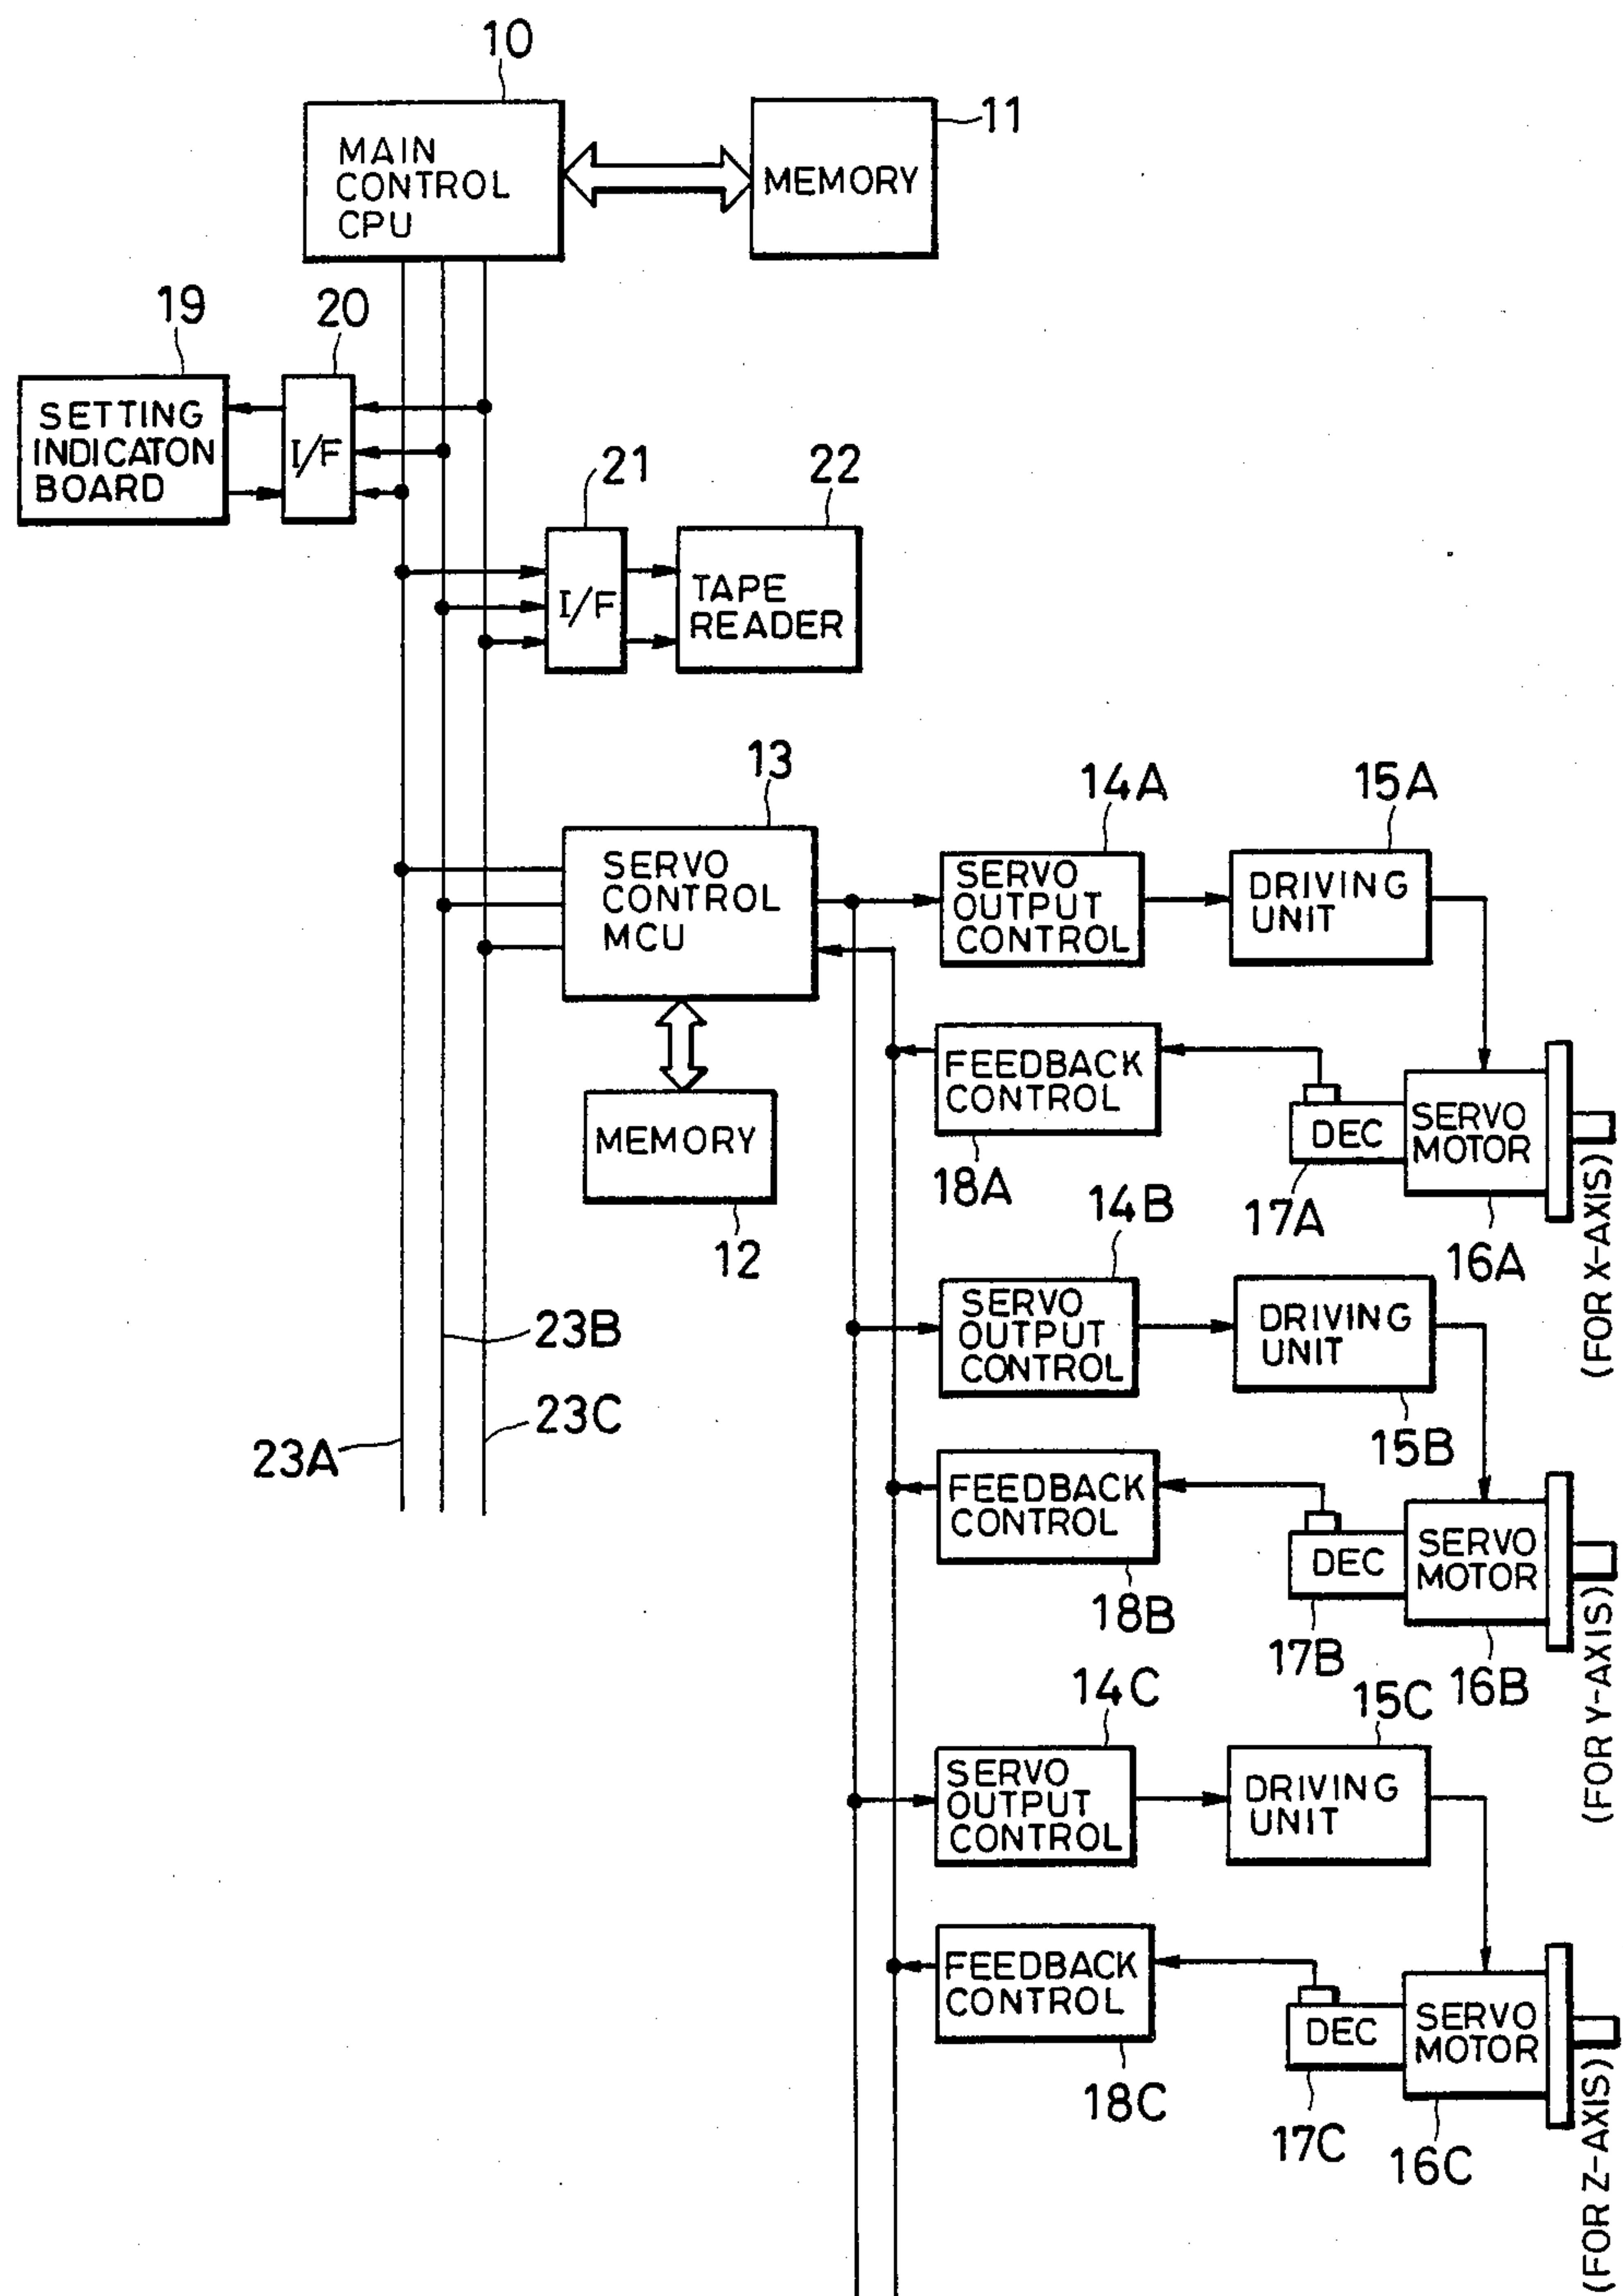 10
MAIN
CONTROL
CPU
11
MEMORY
19
20
SETTING
INDICATON
BOARD
I/F
21
22
I/F
TAPE
READER
13
SERVO
CONTROL
MCU
14A
15A
SERVO
OUTPUT
CONTROL
DRIVING
UNIT
MEMORY
12
FEEDBACK
CONTROL
18A
DEC
17A
SERVO
MOTOR
16A
(FOR X-AXIS)
14B
SERVO
OUTPUT
CONTROL
DRIVING
UNIT
15B
23B
23C
23A
FEEDBACK
CONTROL
18B
DEC
17B
SERVO
MOTOR
16B
(FOR Y-AXIS)
14C
15C
SERVO
OUTPUT
CONTROL
DRIVING
UNIT
FEEDBACK
CONTROL
18C
DEC
17C
SERVO
MOTOR
16C
(FOR Z-AXIS)